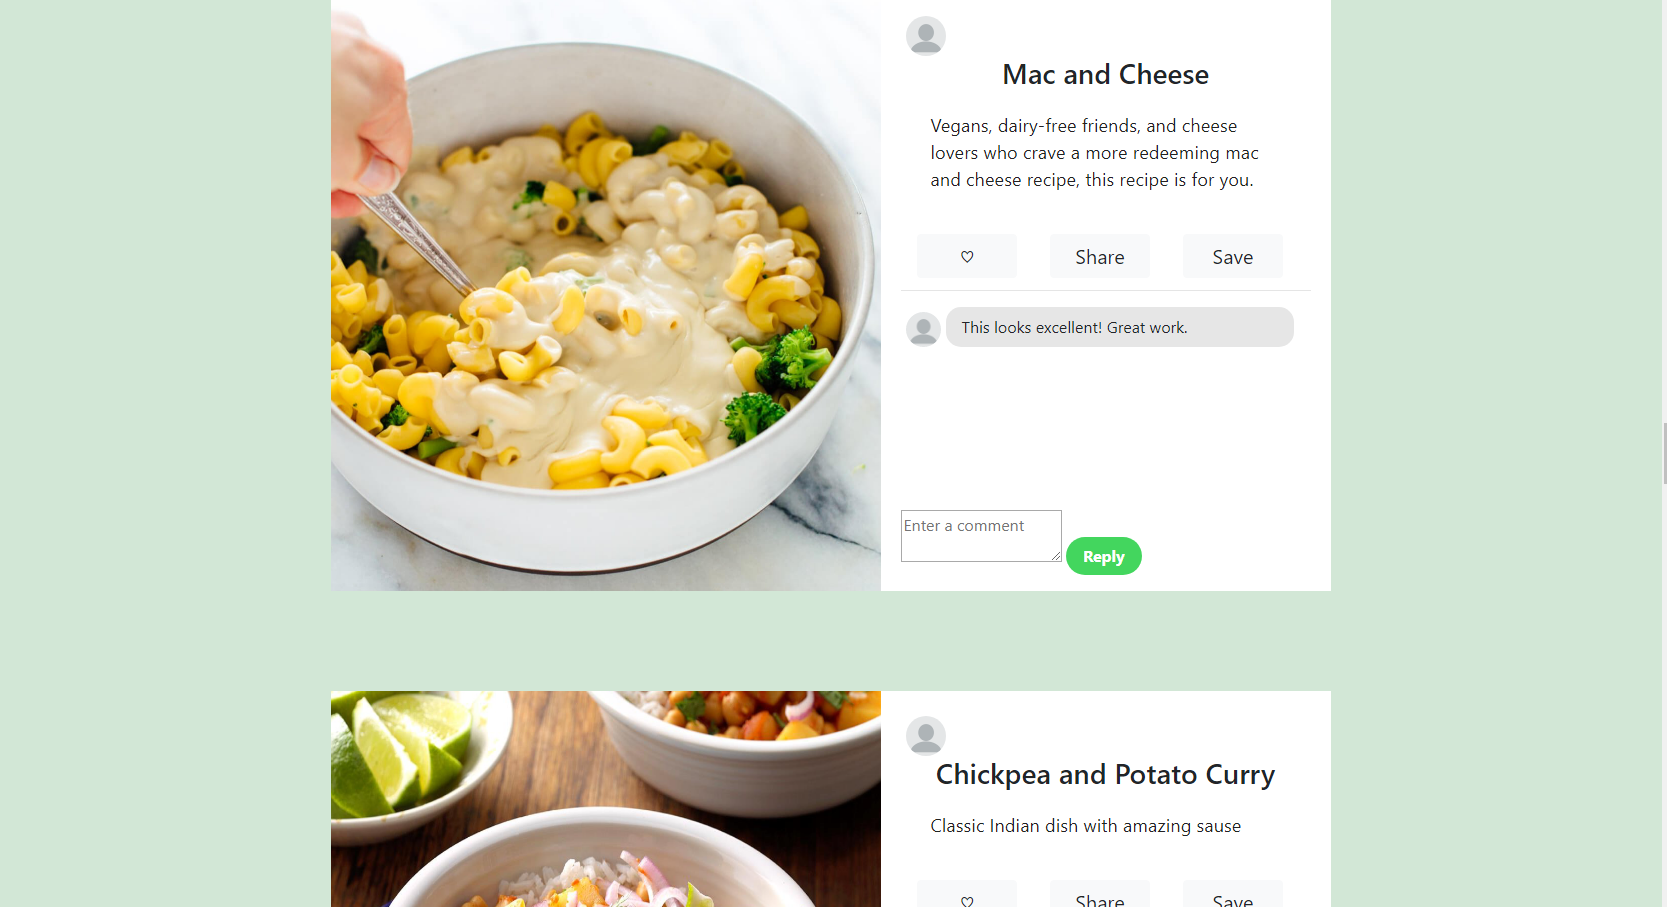 Mac and Cheese
Vegans, dairy-free friends, and cheese
lovers who crave a more redeeming mac
and cheese recipe, this recipe is for you.
♡ Share Save
This looks excellent! Great work.
Enter a comment
Reply
Chickpea and Potato Curry
Classic Indian dish with amazing sause
♡ Share Save